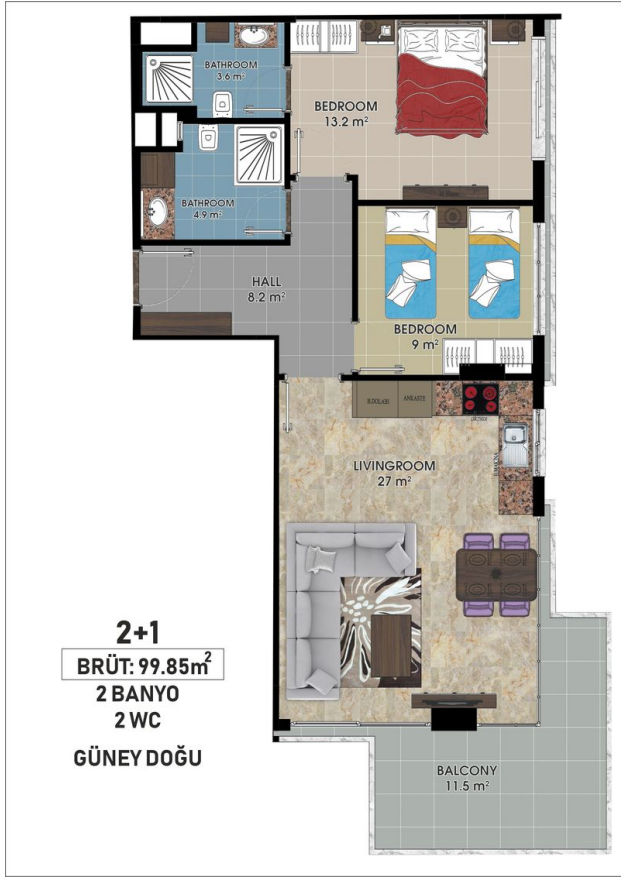 BATHROOM
3.6 m²
BEDROOM
13.2 m²
BATHROOM
4.9 m²
HALL
8.2 m²
BEDROOM
9 m²
B.DOLABI
ANKASTE
LIVINGROOM
27 m²
2+1
BRÜT: 99.85m²
2 BANYO
2 WC
GÜNEY DOĞU
BALCONY
11.5 m²